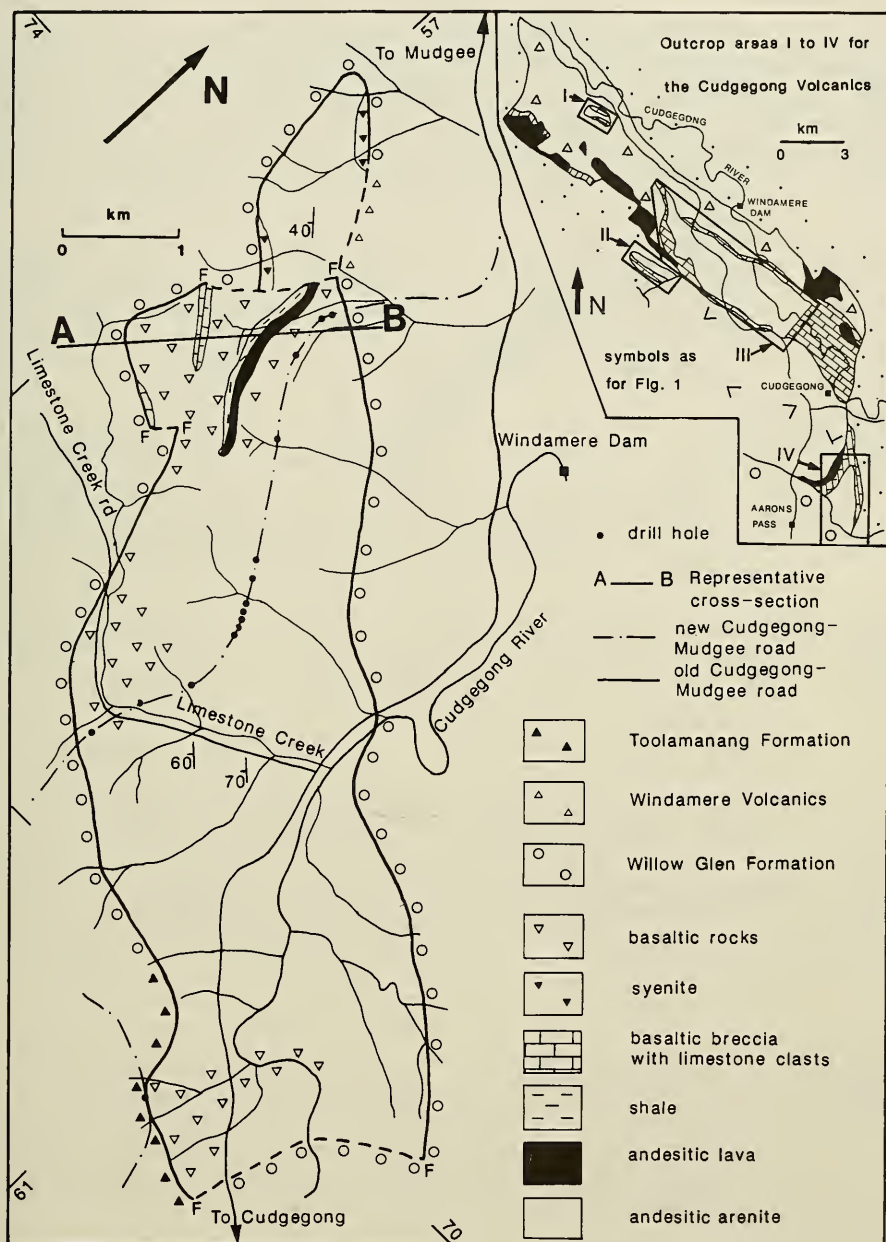 74
57
To Mudgee
N
km
0 1
40
F
F
A
B
F
F
Limestone Creek rd
Windamere Dam
Cudgegong River
Limestone Creek
60
70
F
F
To Cudgegong
61
70
Outcrop areas I to IV for
the Cudgegong Volcanics
km
0 3
I
CUDGEGONG
RIVER
WINDAMERE
DAM
II
N
III
symbols as
for Fig. 1
CUDGEGONG
IV
AARONS
PASS
drill hole
A B Representative
cross-section
new Cudgegong-
Mudgee road
old Cudgegong-
Mudgee road
Toolamanang Formation
Windamere Volcanics
Willow Glen Formation
basaltic rocks
syenite
basaltic breccia
with limestone clasts
shale
andesitic lava
andesitic arenite